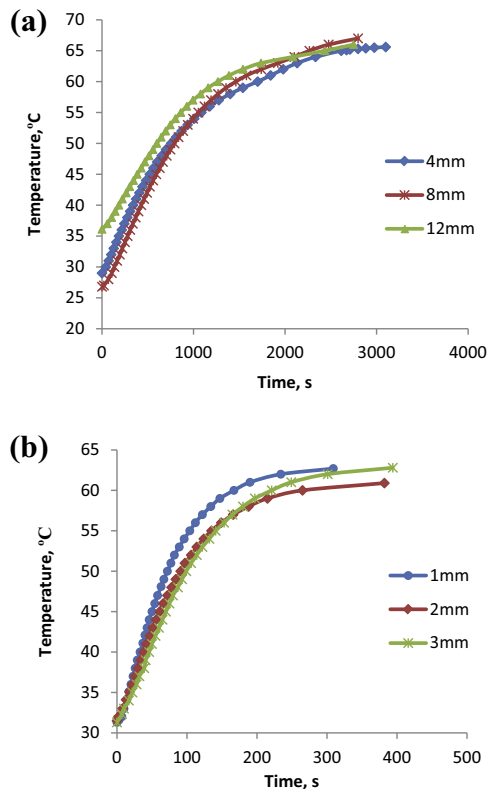 (a)
70
65
60
55
50
45
40
35
30
25
20
Temperature,°C
4mm
8mm
12mm
0 1000 2000 3000 4000
Time, s
(b)
65
60
55
50
45
40
35
30
Temperature, °C
1mm
2mm
3mm
0 100 200 300 400 500
Time, s